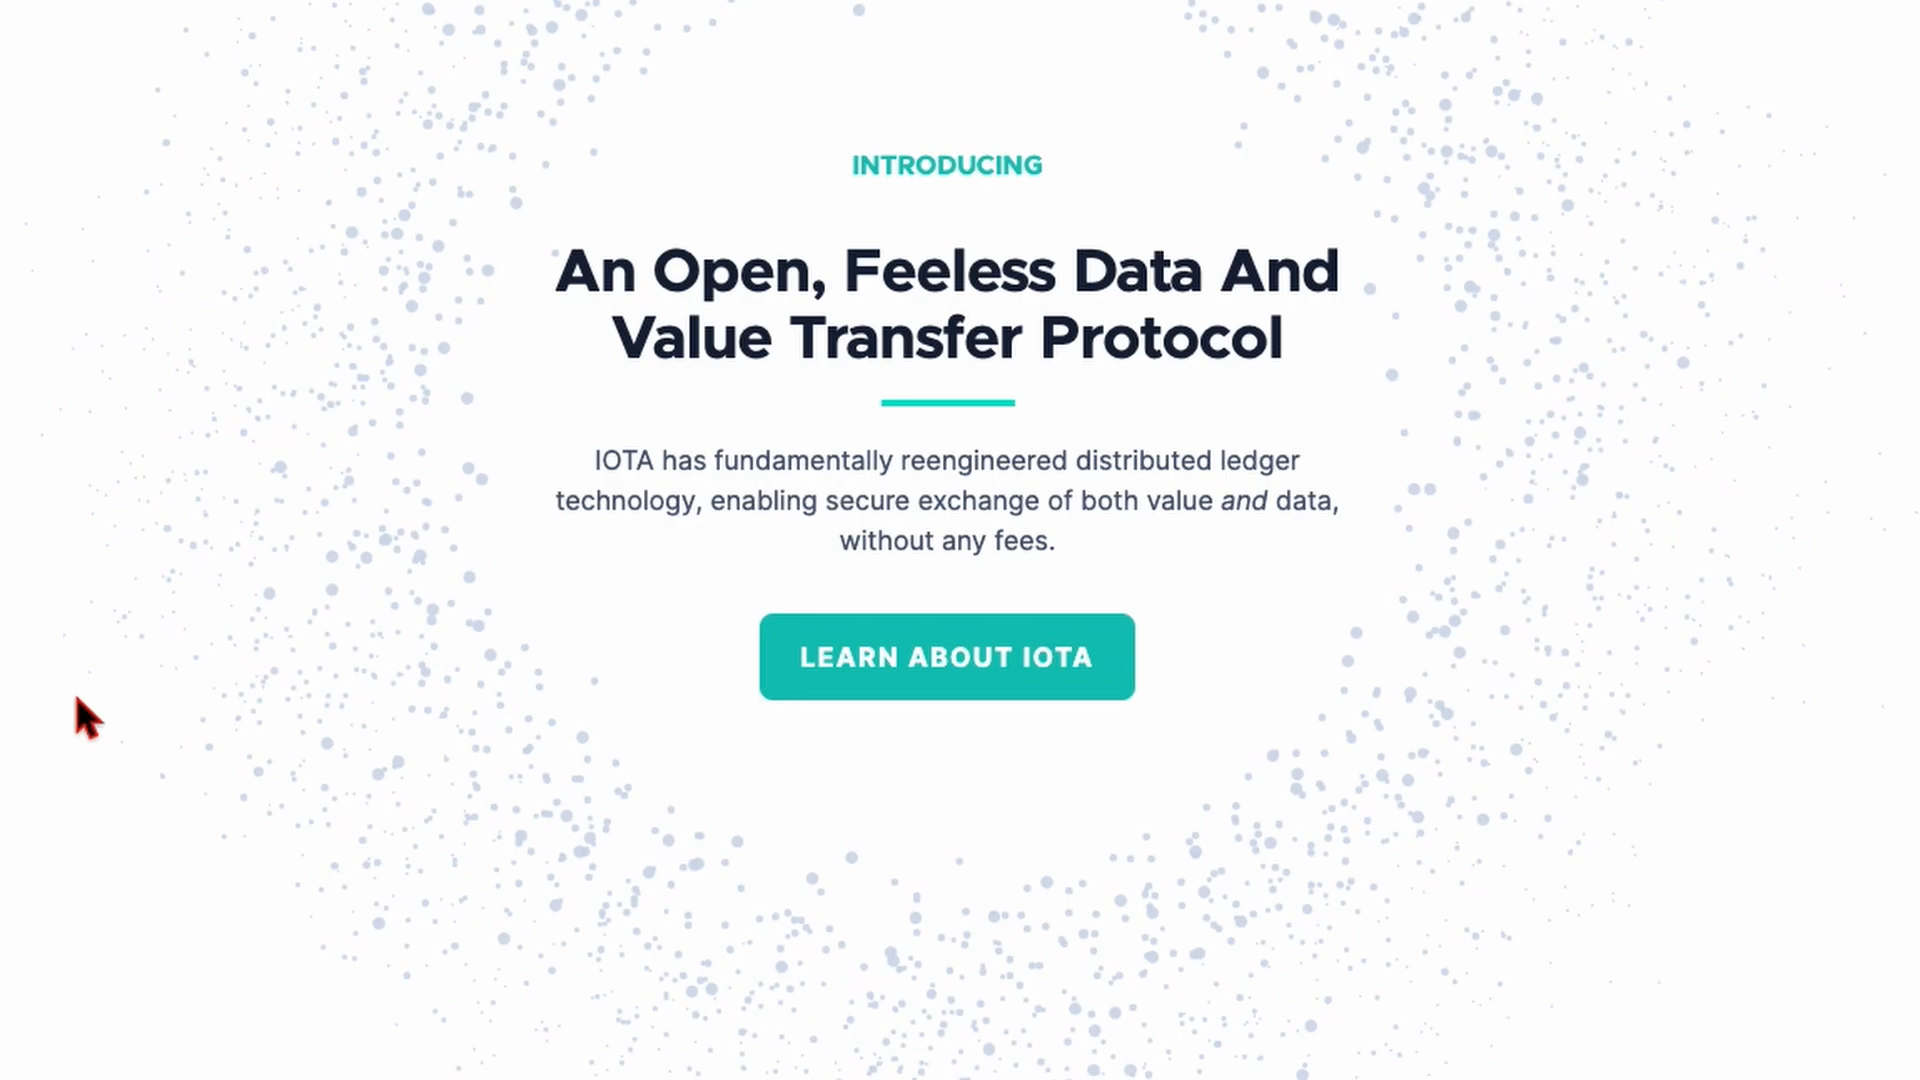 INTRODUCING
An Open, Feeless Data And
Value Transfer Protocol
IOTA has fundamentally reengineered distributed ledger
technology, enabling secure exchange of both value and data,
without any fees.
LEARN ABOUT IOTA